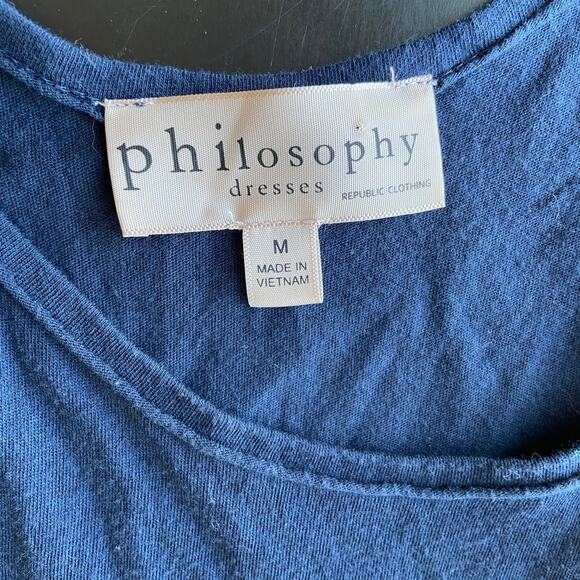 philosophy
dresses REPUBLIC CLOTHING
M
MADE IN
VIETNAM